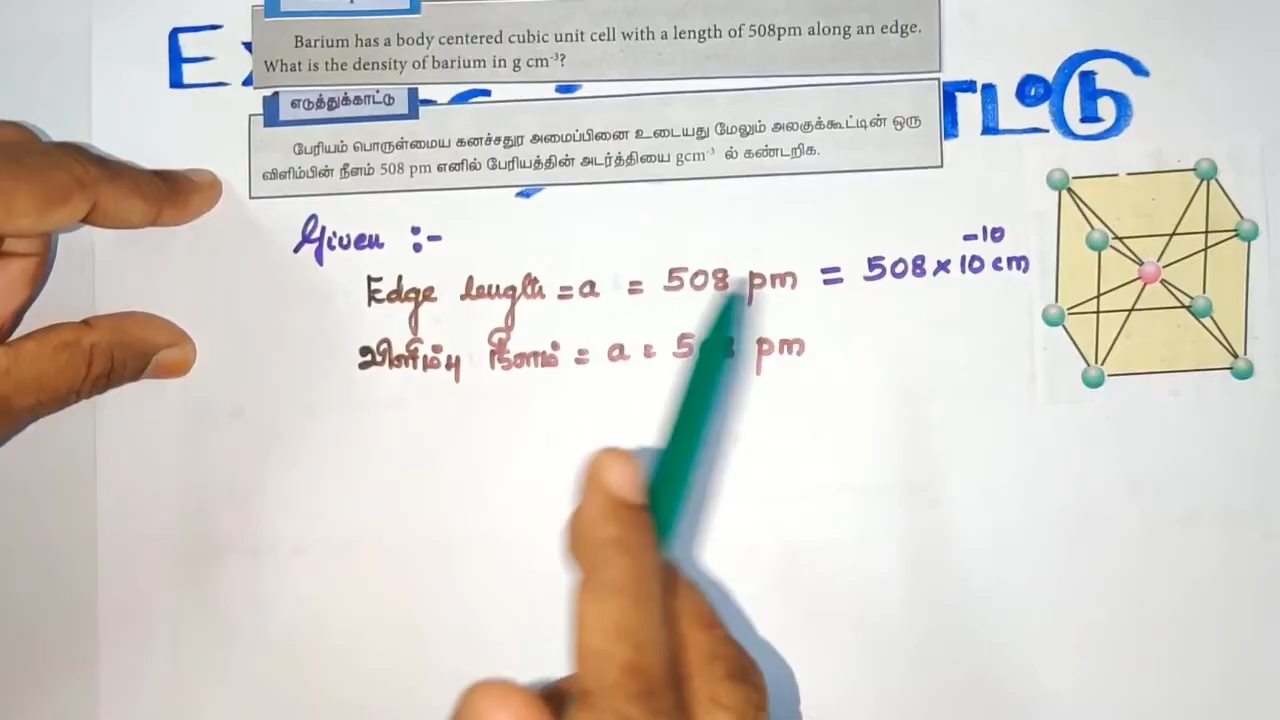 Barium has a body centered cubic unit cell with a length of 508pm along an edge.
What is the density of barium in g cm⁻³?
எடுத்துக்காட்டு
பேரியம் பொருள்மைய கனச்சதுர அமைப்பினை உடையது மேலும் அலகுக்கூட்டின் ஒரு
விளிம்பின் நீளம் 508 pm எனில் பேரியத்தின் அடர்த்தியை gcm⁻³ ல் கண்டறிக.
Given :-
Edge length = a = 508 pm = 508 × 10⁻¹⁰ cm
விளிம்பு நீளம் = a = pm